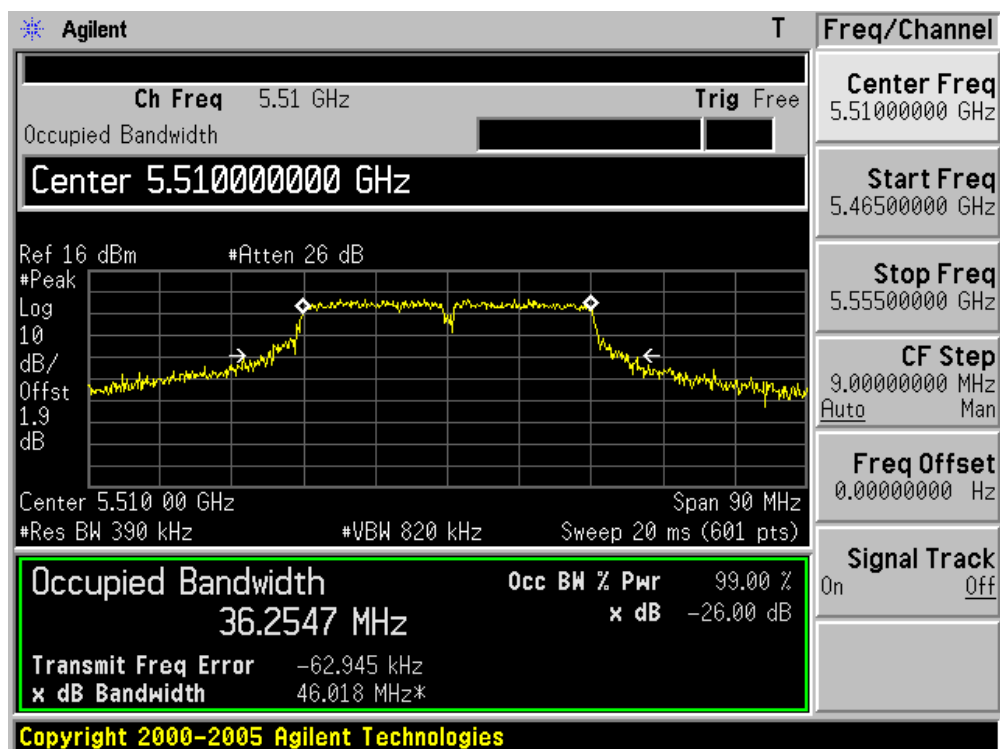 Agilent T Freq/Channel
Ch Freq 5.51 GHz Trig Free
Occupied Bandwidth
Center 5.510000000 GHz
Ref 16 dBm #Atten 26 dB
#Peak
Log
10
dB/
Offst
1.9
dB
Center 5.510 00 GHz Span 90 MHz
#Res BW 390 kHz #VBW 820 kHz Sweep 20 ms (601 pts)
Occupied Bandwidth Occ BW % Pwr 99.00 %
36.2547 MHz x dB -26.00 dB
Transmit Freq Error -62.945 kHz
x dB Bandwidth 46.018 MHz*
Center Freq
5.51000000 GHz
Start Freq
5.46500000 GHz
Stop Freq
5.55500000 GHz
CF Step
9.00000000 MHz
Auto Man
Freq Offset
0.00000000 Hz
Signal Track
On Off
Copyright 2000-2005 Agilent Technologies